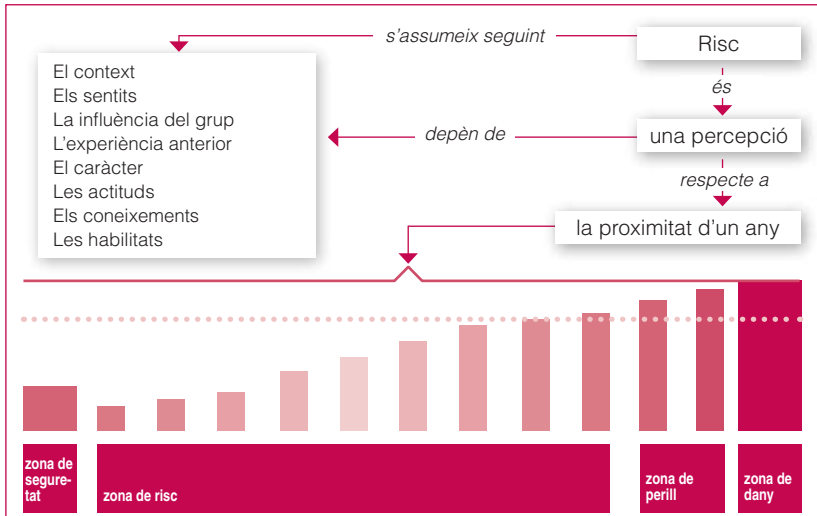 s'assumeix seguint
Risc
El context
Els sentits
La influència del grup
L'experiència anterior
El caràcter
Les actituds
Els coneixements
Les habilitats
és
depèn de
una percepció
respecte a
la proximitat d'un any
zona de
segure-
tat
zona de risc
zona de
perill
zona de
dany